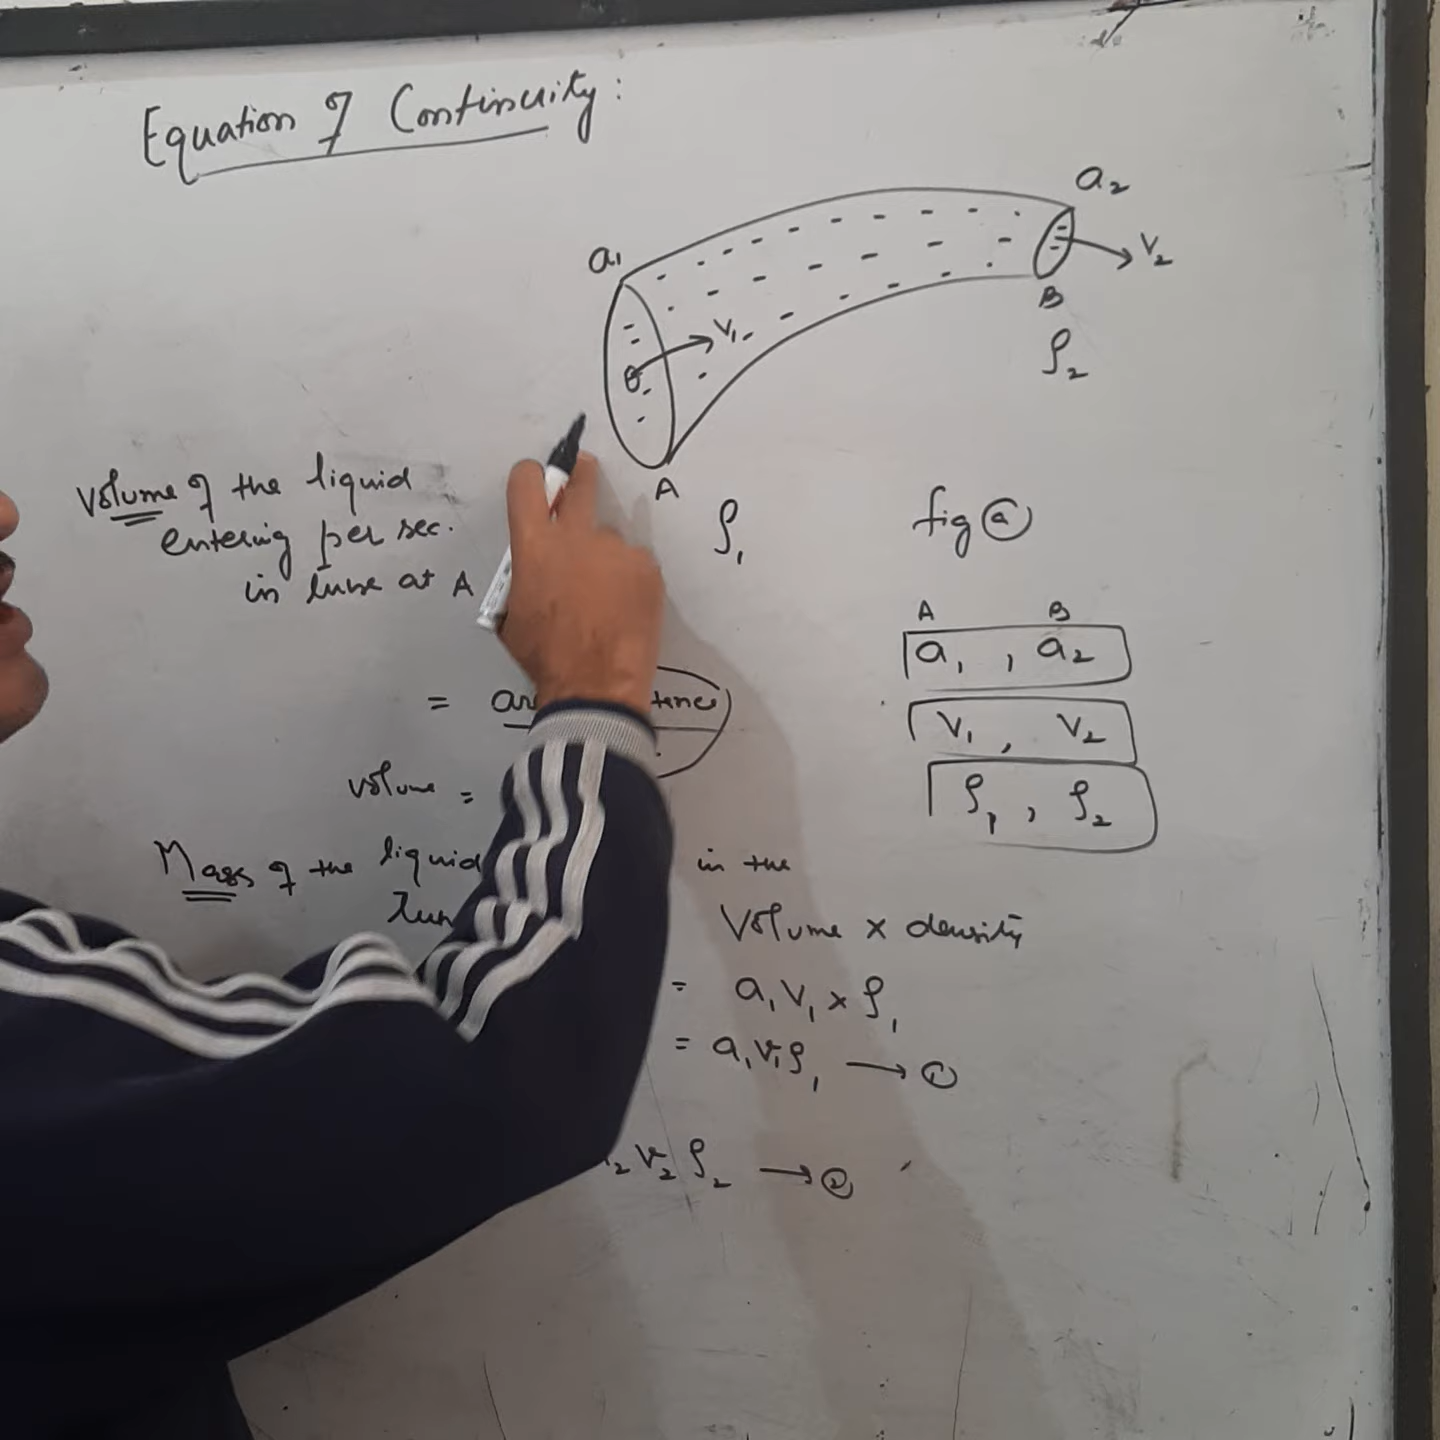 Equation of Continuity:
a₁
a₂
V₁
V₂
B
ρ₂
A
ρ₁
fig ⓐ
Volume of the liquid
entering per sec.
in tube at A
A B
a₁ , a₂
V₁ , V₂
ρ₁ , ρ₂
=
volume =
Mass of the liquid in the
Volume × density
= a₁V₁ × ρ₁
= a₁V₁ρ₁ → ①
₂V₂ρ₂ → ②